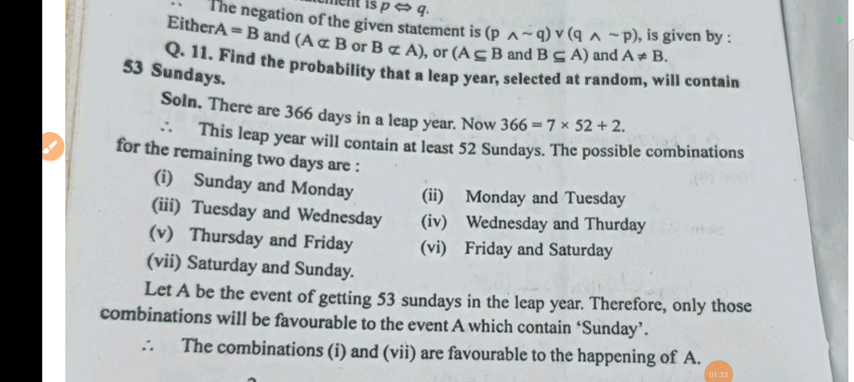 The negation of the given statement is (p ∧ ~ q) ∨ (q ∧ ~ p), is given by :
EitherA = B and (A ⊄ B or B ⊄ A), or (A ⊆ B and B ⊆ A) and A ≠ B.
Q. 11. Find the probability that a leap year, selected at random, will contain
53 Sundays.
Soln. There are 366 days in a leap year. Now 366 = 7 × 52 + 2.
∴ This leap year will contain at least 52 Sundays. The possible combinations
for the remaining two days are :
(i) Sunday and Monday (ii) Monday and Tuesday
(iii) Tuesday and Wednesday (iv) Wednesday and Thurday
(v) Thursday and Friday (vi) Friday and Saturday
(vii) Saturday and Sunday.
Let A be the event of getting 53 sundays in the leap year. Therefore, only those
combinations will be favourable to the event A which contain ‘Sunday’.
∴ The combinations (i) and (vii) are favourable to the happening of A.
01:33